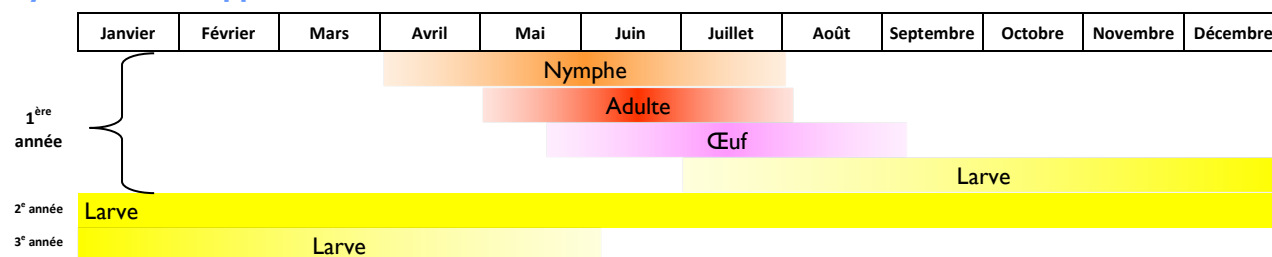 Janvier Février Mars Avril Mai Juin Juillet Août Septembre Octobre Novembre Décembre
Nymphe
Adulte
1ère année
Œuf
Larve
2e année Larve
3e année Larve